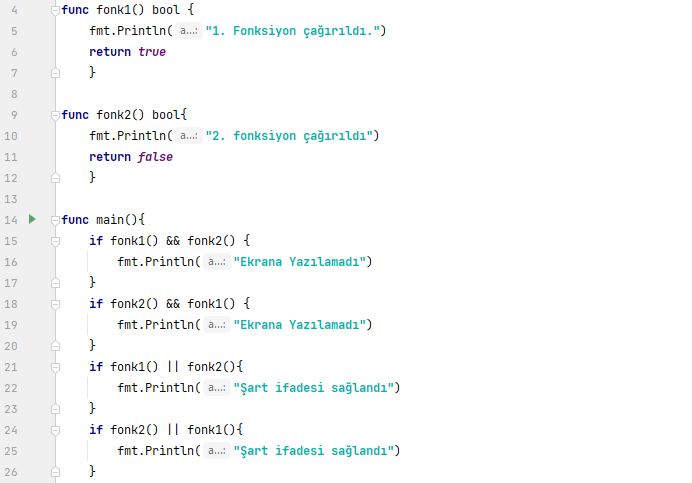 4 func fonk1() bool {
5 fmt.Println( a...: "1. Fonksiyon çağırıldı.")
6 return true
7 }
8
9 func fonk2() bool{
10 fmt.Println( a...: "2. fonksiyon çağırıldı")
11 return false
12 }
13
14 func main(){
15 if fonk1() && fonk2() {
16 fmt.Println( a...: "Ekrana Yazılamadı")
17 }
18 if fonk2() && fonk1() {
19 fmt.Println( a...: "Ekrana Yazılamadı")
20 }
21 if fonk1() || fonk2(){
22 fmt.Println( a...: "Şart ifadesi sağlandı")
23 }
24 if fonk2() || fonk1(){
25 fmt.Println( a...: "Şart ifadesi sağlandı")
26 }